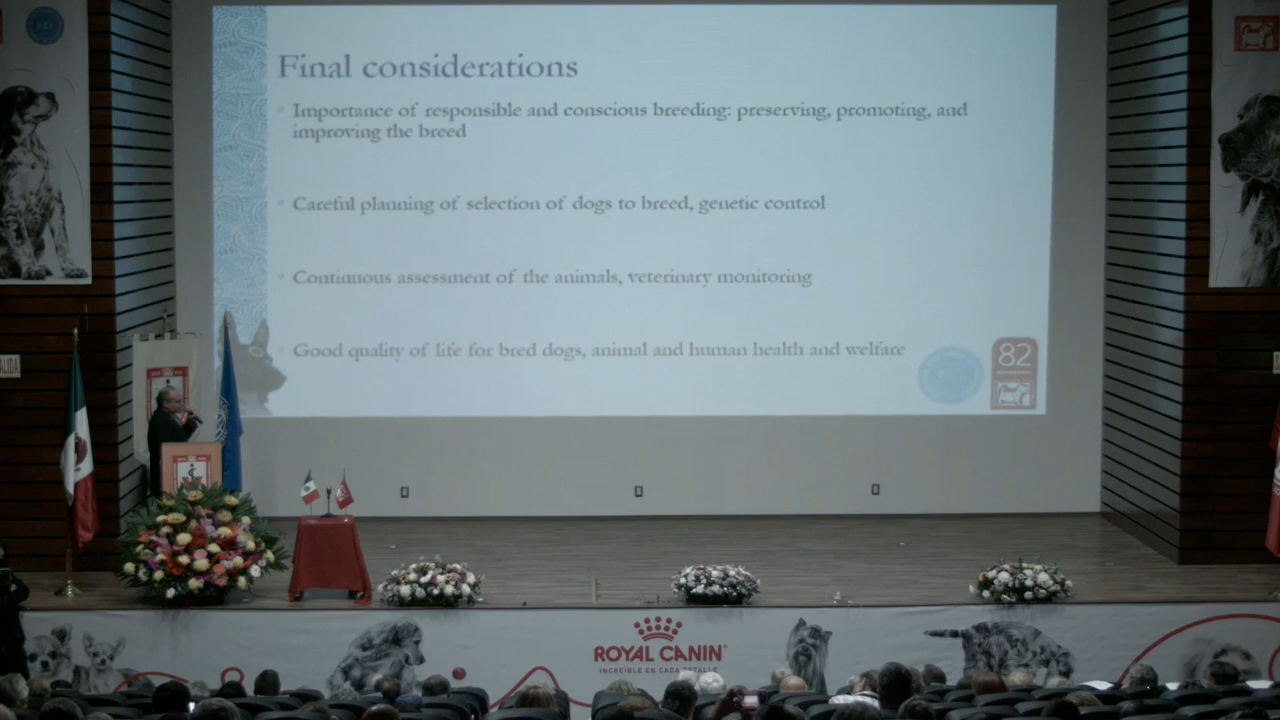 FCI
Final considerations
Importance of responsible and conscious breeding: preserving, promoting, and
improving the breed
Careful planning of selection of dogs to breed, genetic control
Continuous assessment of the animals, veterinary monitoring
Good quality of life for bred dogs, animal and human health and welfare
82
ROYAL CANIN
INCREÍBLE EN CADA DETALLE